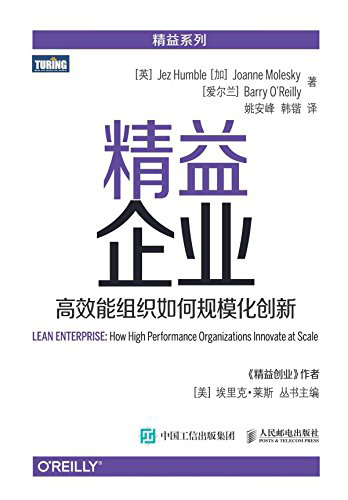 精益系列
TURING
[英] Jez Humble [加] Joanne Molesky
[爱尔兰] Barry O'Reilly
著
姚安峰 韩锴 译
精益
企业
高效能组织如何规模化创新
LEAN ENTERPRISE: How High Performance Organizations Innovate at Scale
《精益创业》作者
[美] 埃里克·莱斯 丛书主编
中国工信出版集团
人民邮电出版社
O'REILLY®